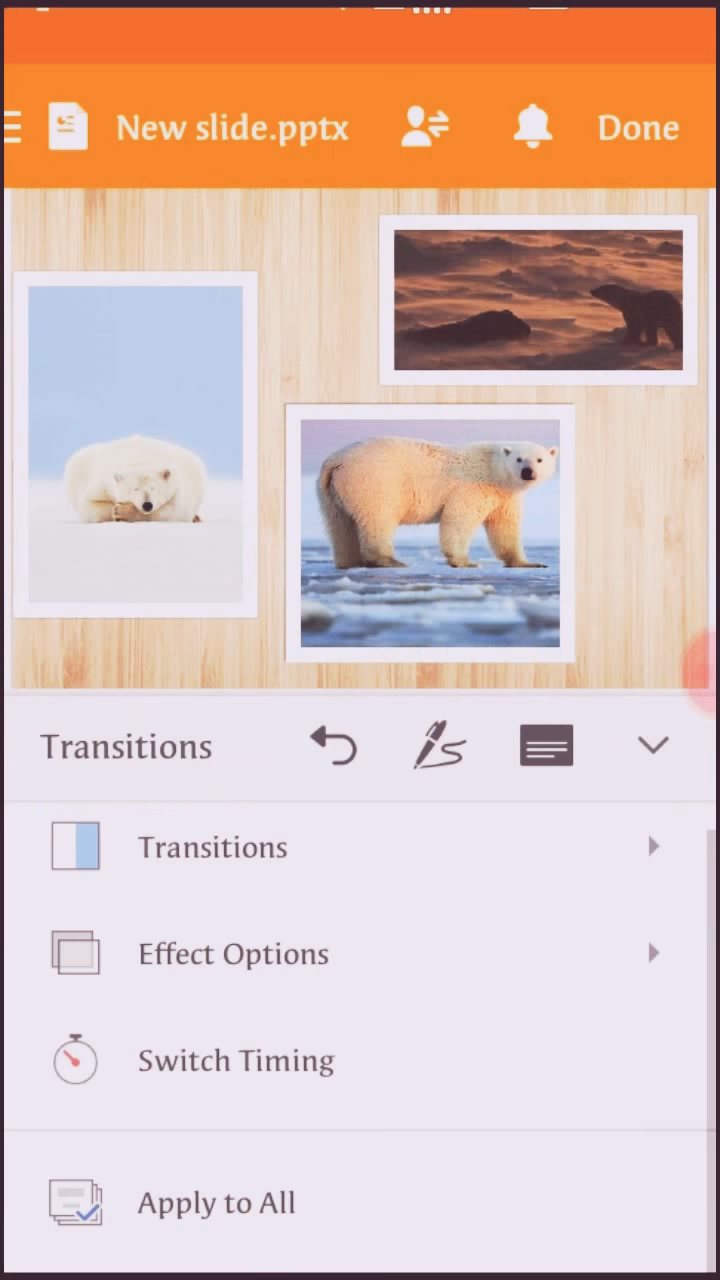 New slide.pptx Done
Transitions
Transitions
Effect Options
Switch Timing
Apply to All